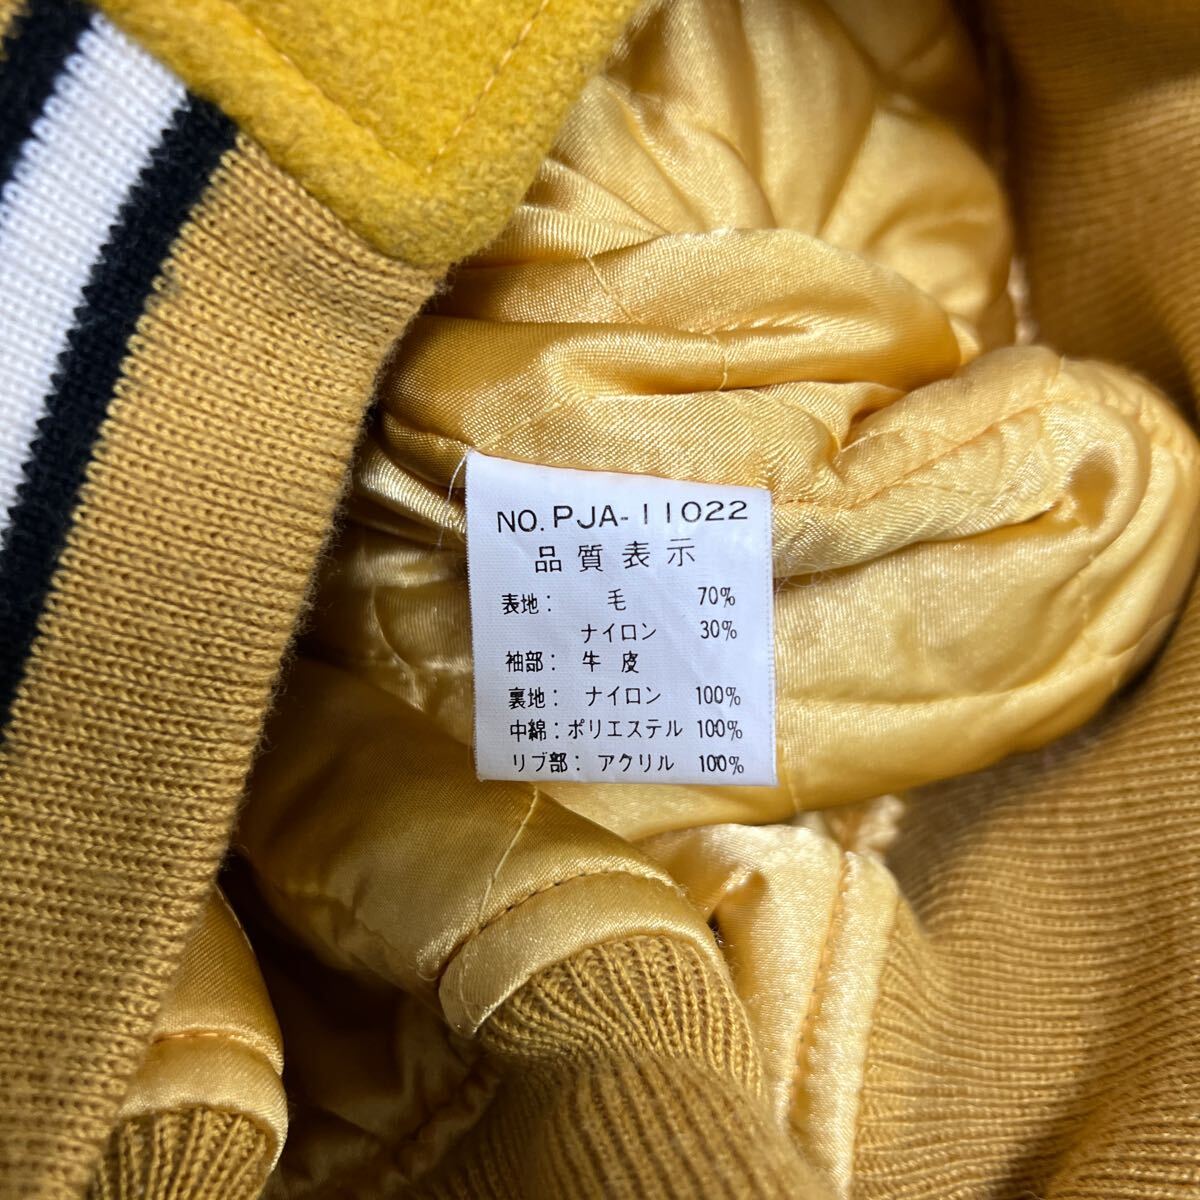 NO. PJA-11022
品質表示
表地: 毛 70%
ナイロン 30%
袖部: 牛皮
裏地: ナイロン 100%
中綿: ポリエステル 100%
リブ部: アクリル 100%